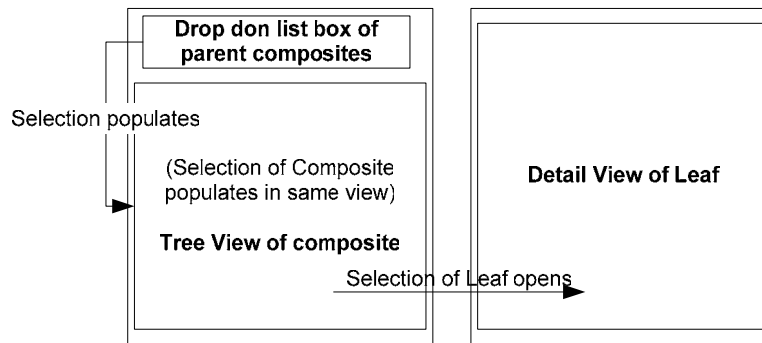 Drop don list box of
parent composites
Selection populates
(Selection of Composite
populates in same view)
Tree View of composite
Detail View of Leaf
Selection of Leaf opens